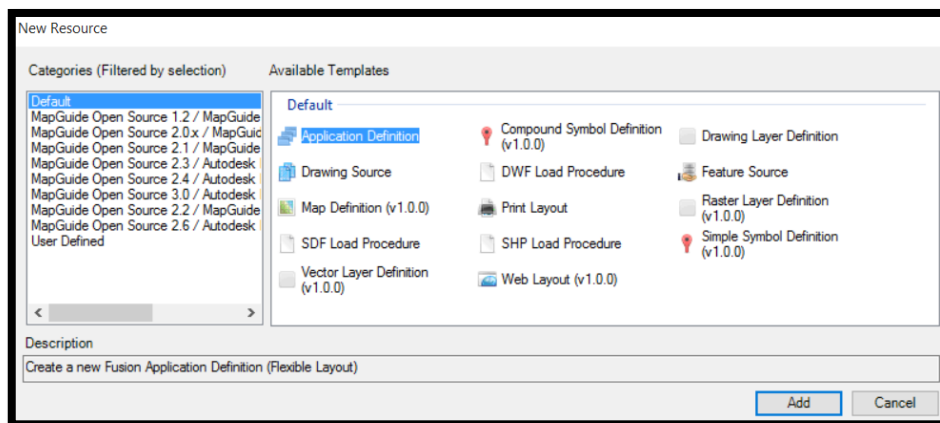 New Resource
Categories (Filtered by selection)
Available Templates
Default
MapGuide Open Source 1.2 / MapGuide
MapGuide Open Source 2.0.x / MapGuid
MapGuide Open Source 2.1 / MapGuide
MapGuide Open Source 2.3 / Autodesk
MapGuide Open Source 2.4 / Autodesk
MapGuide Open Source 3.0 / Autodesk
MapGuide Open Source 2.2 / MapGuide
MapGuide Open Source 2.6 / Autodesk
User Defined
Default
Application Definition
Compound Symbol Definition
(v1.0.0)
Drawing Layer Definition
Drawing Source
DWF Load Procedure
Feature Source
Map Definition (v1.0.0)
Print Layout
Raster Layer Definition
(v1.0.0)
SDF Load Procedure
SHP Load Procedure
Simple Symbol Definition
(v1.0.0)
Vector Layer Definition
(v1.0.0)
Web Layout (v1.0.0)
Description
Create a new Fusion Application Definition (Flexible Layout)
Add
Cancel